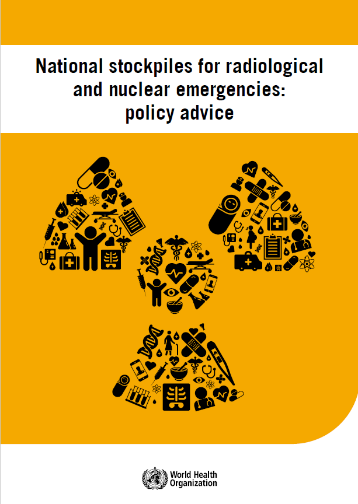 National stockpiles for radiological
and nuclear emergencies:
policy advice
World Health
Organization